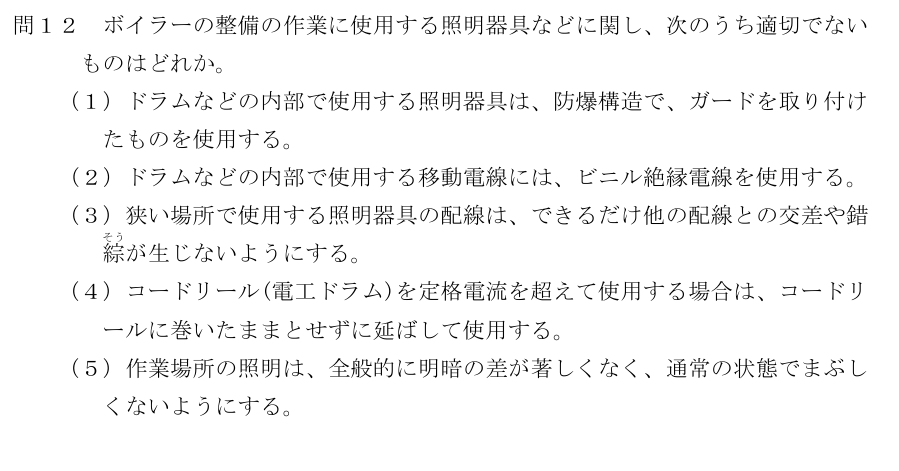 問１２　ボイラーの整備の作業に使用する照明器具などに関し、次のうち適切でない
ものはどれか。
（１）ドラムなどの内部で使用する照明器具は、防爆構造で、ガードを取り付け
たものを使用する。
（２）ドラムなどの内部で使用する移動電線には、ビニル絶縁電線を使用する。
（３）狭い場所で使用する照明器具の配線は、できるだけ他の配線との交差や錯
そう
綜が生じないようにする。
（４）コードリール(電工ドラム)を定格電流を超えて使用する場合は、コードリ
ールに巻いたままとせずに延ばして使用する。
（５）作業場所の照明は、全般的に明暗の差が著しくなく、通常の状態でまぶし
くないようにする。